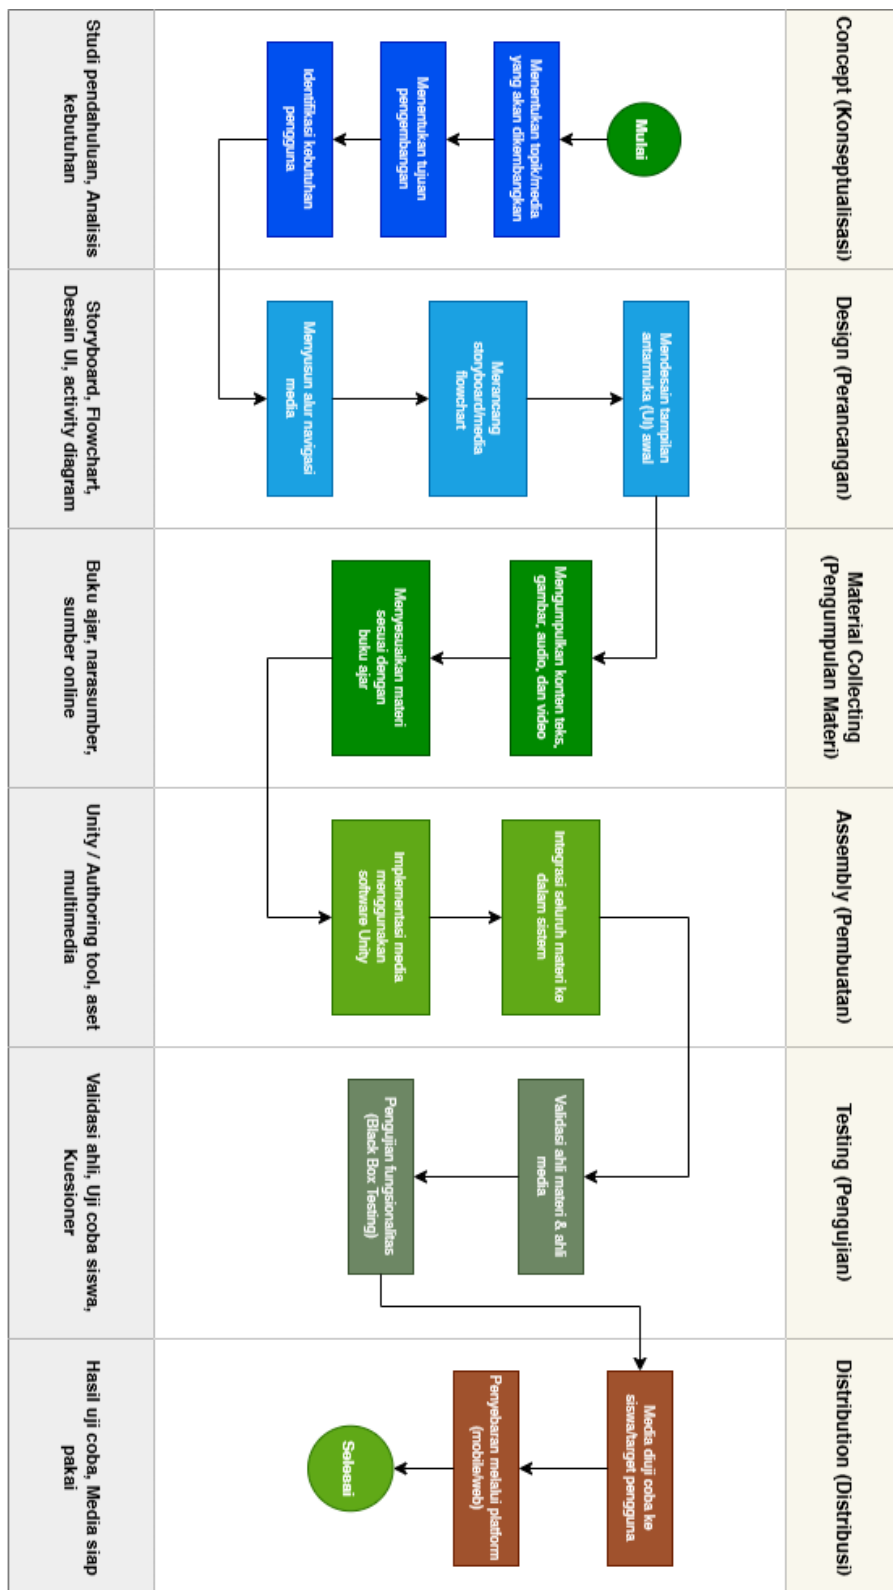 Concept (Konseptualisasi)
Mulai
Menentukan topik/media
yang akan dikembangkan
Menentukan tujuan
pengembangan
Identifikasi kebutuhan
pengguna
Studi pendahuluan, Analisis
kebutuhan
Design (Perancangan)
Mendesain tampilan
antarmuka (UI) awal
Merancang
storyboard/media
flowchart
Menyusun alur navigasi
media
Storyboard, Flowchart,
Desain UI, activity diagram
Material Collecting
(Pengumpulan Materi)
Mengumpulkan konten teks,
gambar, audio, dan video
Menyesuaikan materi
sesuai dengan
buku ajar
Buku ajar, narasumber,
sumber online
Assembly (Pembuatan)
Integrasi seluruh materi ke
dalam sistem
Implementasi media
menggunakan
software Unity
Unity / Authoring tool, aset
multimedia
Testing (Pengujian)
Validasi ahli materi & ahli
media
Pengujian fungsionalitas
(Black Box Testing)
Validasi ahli, Uji coba siswa,
Kuesioner
Distribution (Distribusi)
Media diuji coba ke
siswa/target pengguna
Penyebaran melalui platform
(mobile/web)
Selesai
Hasil uji coba, Media siap
pakai